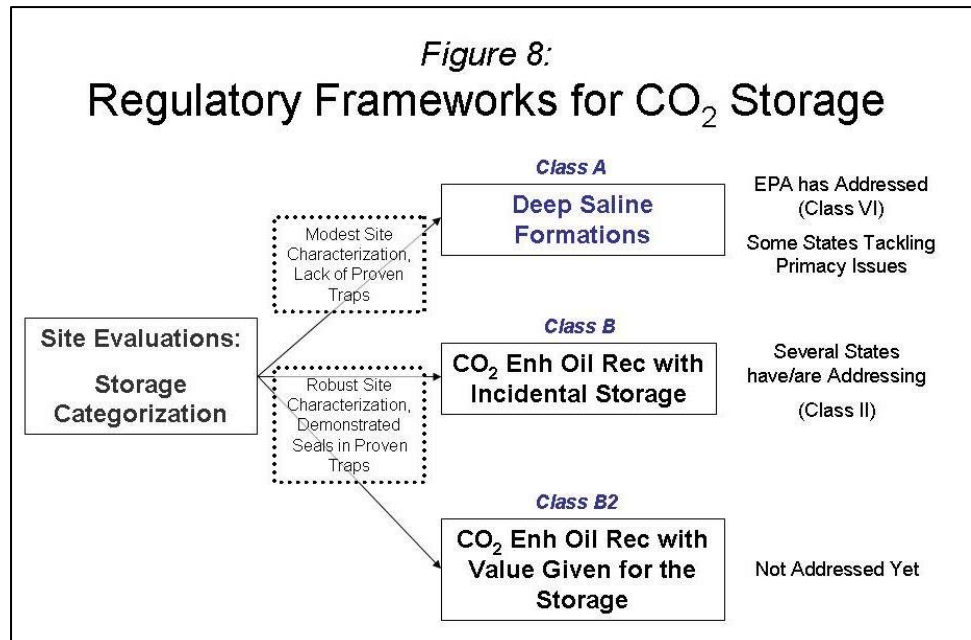 Figure 8:
Regulatory Frameworks for CO₂ Storage
Class A
Deep Saline
Formations
EPA has Addressed
(Class VI)
Some States Tackling
Primacy Issues
Modest Site
Characterization,
Lack of Proven
Traps
Site Evaluations:
Storage
Categorization
Class B
CO₂ Enh Oil Rec with
Incidental Storage
Several States
have/are Addressing
(Class II)
Robust Site
Characterization,
Demonstrated
Seals in Proven
Traps
Class B2
CO₂ Enh Oil Rec with
Value Given for the
Storage
Not Addressed Yet